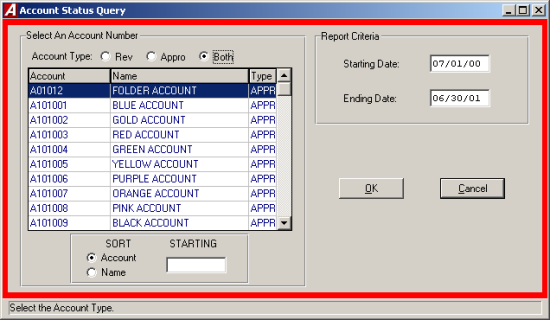 Account Status Query
Select An Account Number
Account Type: Rev Appro Both
Account Name Type
A01012 FOLDER ACCOUNT APPR
A101001 BLUE ACCOUNT APPR
A101002 GOLD ACCOUNT APPR
A101003 RED ACCOUNT APPR
A101004 GREEN ACCOUNT APPR
A101005 YELLOW ACCOUNT APPR
A101006 PURPLE ACCOUNT APPR
A101007 ORANGE ACCOUNT APPR
A101008 PINK ACCOUNT APPR
A101009 BLACK ACCOUNT APPR
SORT STARTING
Account
Name
Report Criteria
Starting Date: 07/01/00
Ending Date: 06/30/01
OK Cancel
Select the Account Type.